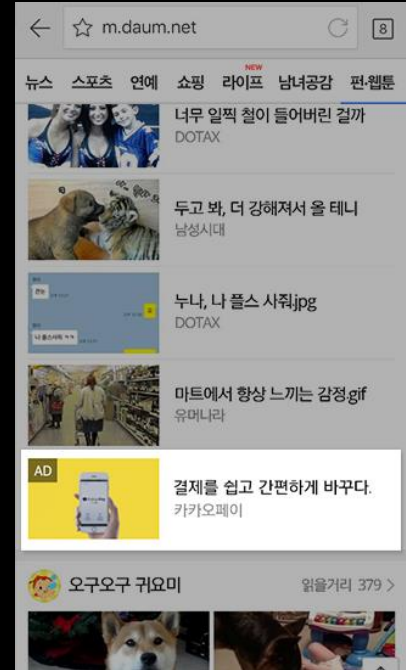 m.daum.net
8
NEW
뉴스 스포츠 연예 쇼핑 라이프 남녀공감 펀·웹툰
너무 일찍 철이 들어버린 걸까
DOTAX
두고 봐, 더 강해져서 올 테니
남성시대
누나, 나 플스 사줘.jpg
DOTAX
마트에서 항상 느끼는 감정.gif
유머나라
AD
결제를 쉽고 간편하게 바꾸다.
카카오페이
오구오구 귀요미
읽을거리 379 >